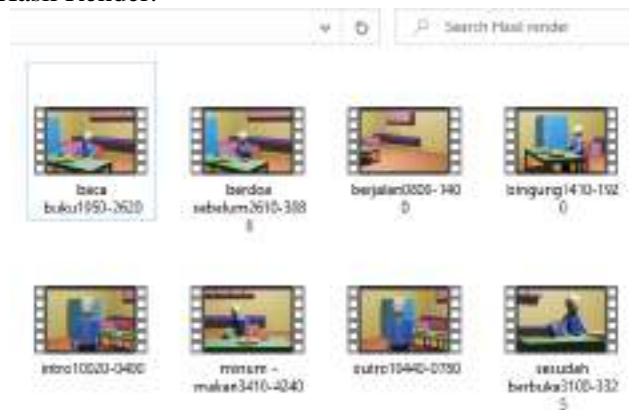 Hasil Render:
Search Hasil render
baca
buku1950-2620
berdoa
sebelum2610-308
berjalan0800-140
0
bingung1410-192
0
intro10020-0400
minum -
makan3410-4240
outro10440-0780
sesudah
berbuka3100-332
5